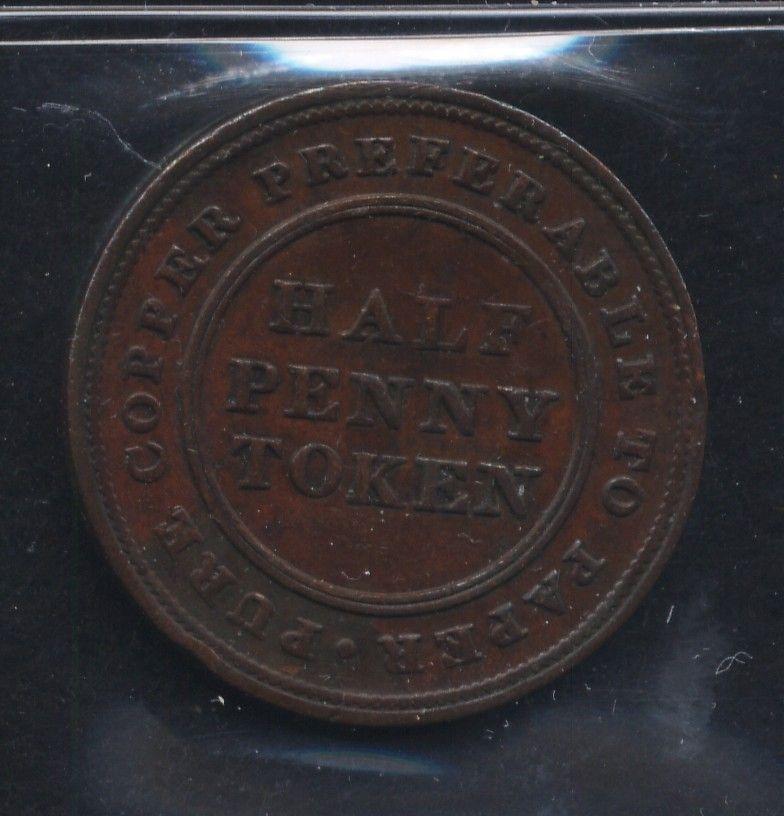 PURE COPPER PREFERABLE TO PAPER •
HALF
PENNY
TOKEN